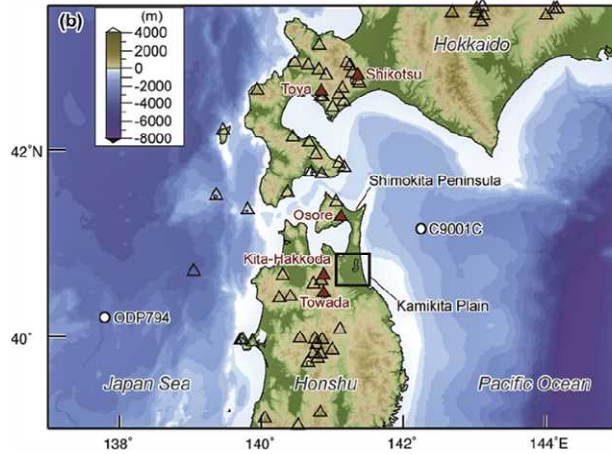 (b)
(m)
4000
2000
0
-2000
-4000
-6000
-8000
Hokkaido
Shikotsu
Toya
42°N
Shimokita Peninsula
Osore
C9001C
Kita-Hakkoda
Towada
Kamikita Plain
ODP794
40°
Japan Sea
Honshu
Pacific Ocean
138°
140°
142°
144°E